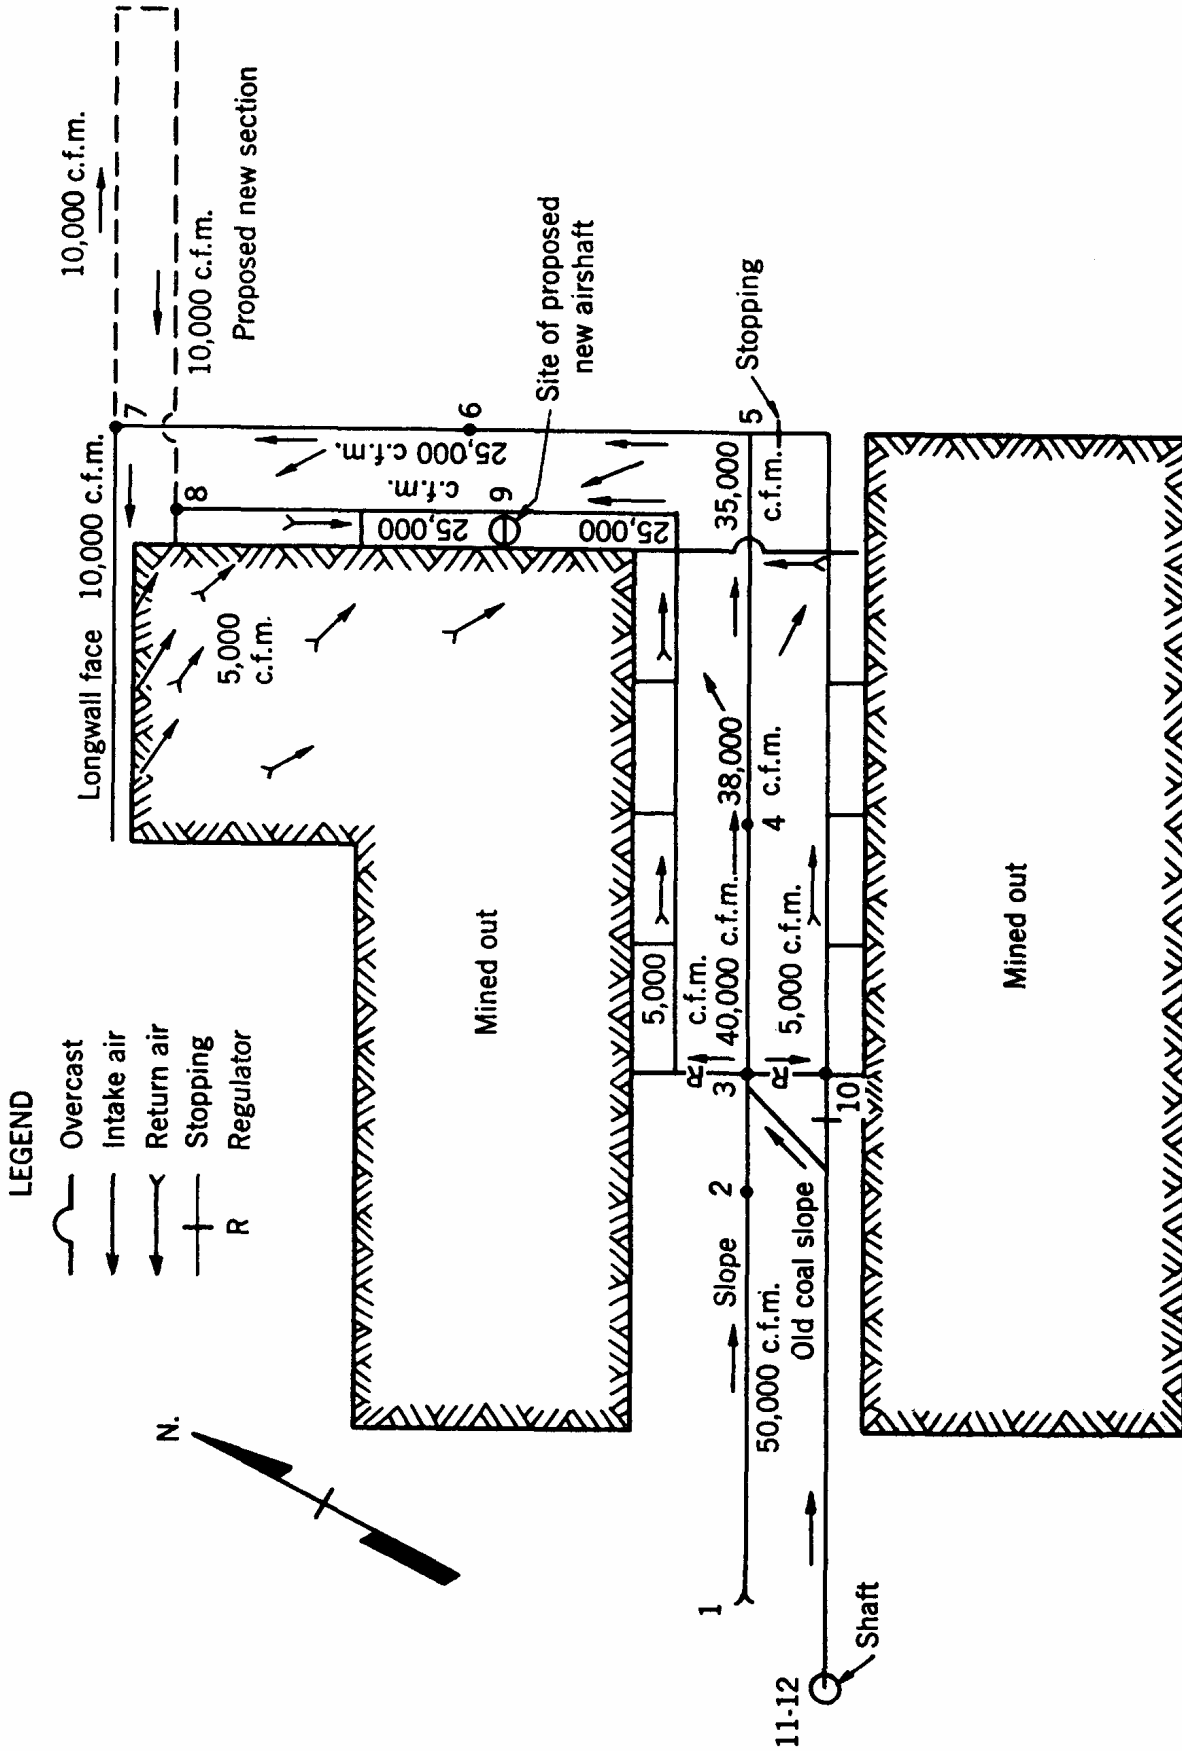 LEGEND
Overcast
Intake air
Return air
Stopping
R Regulator
N.
10,000 c.f.m.
10,000 c.f.m.
Proposed new section
Longwall face 10,000 c.f.m.
7
8
5,000
c.f.m.
25,000 c.f.m.
c.f.m.
25,000
6
9
25,000
Site of proposed
new airshaft
Mined out
5,000
c.f.m.
R
40,000 c.f.m.
38,000
c.f.m.
35,000
c.f.m.
5
Stopping
3
4
R
5,000 c.f.m.
10
2
Slope
50,000 c.f.m.
Old coal slope
1
11-12
Shaft
Mined out